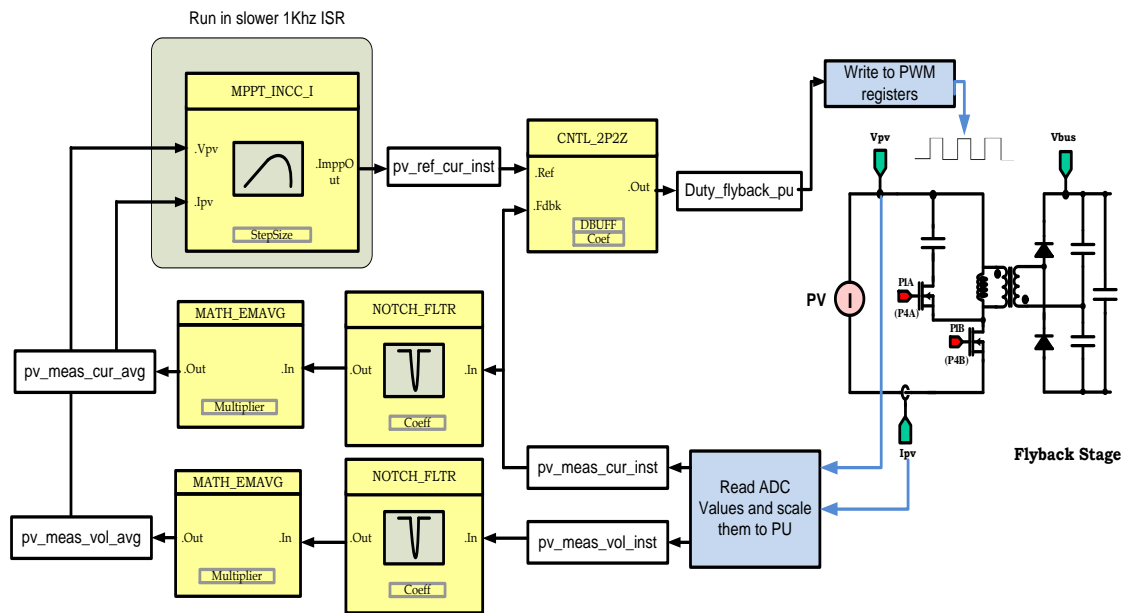 Run in slower 1Khz ISR
MPPT_INCC_I
.Vpv
.ImppO
ut
.Ipv
StepSize
pv_ref_cur_inst
CNTL_2P2Z
.Ref
.Out
.Fdbk
DBUFF
Coef
Duty_flyback_pu
Write to PWM
registers
Vpv
Vbus
PV
I
P1A
(P4A)
P1B
(P4B)
Ipv
Flyback Stage
MATH_EMAVG
.Out
.In
Multiplier
NOTCH_FLTR
.Out
.In
Coeff
pv_meas_cur_avg
pv_meas_cur_inst
Read ADC
Values and scale
them to PU
MATH_EMAVG
.Out
.In
Multiplier
NOTCH_FLTR
.Out
.In
Coeff
pv_meas_vol_avg
pv_meas_vol_inst